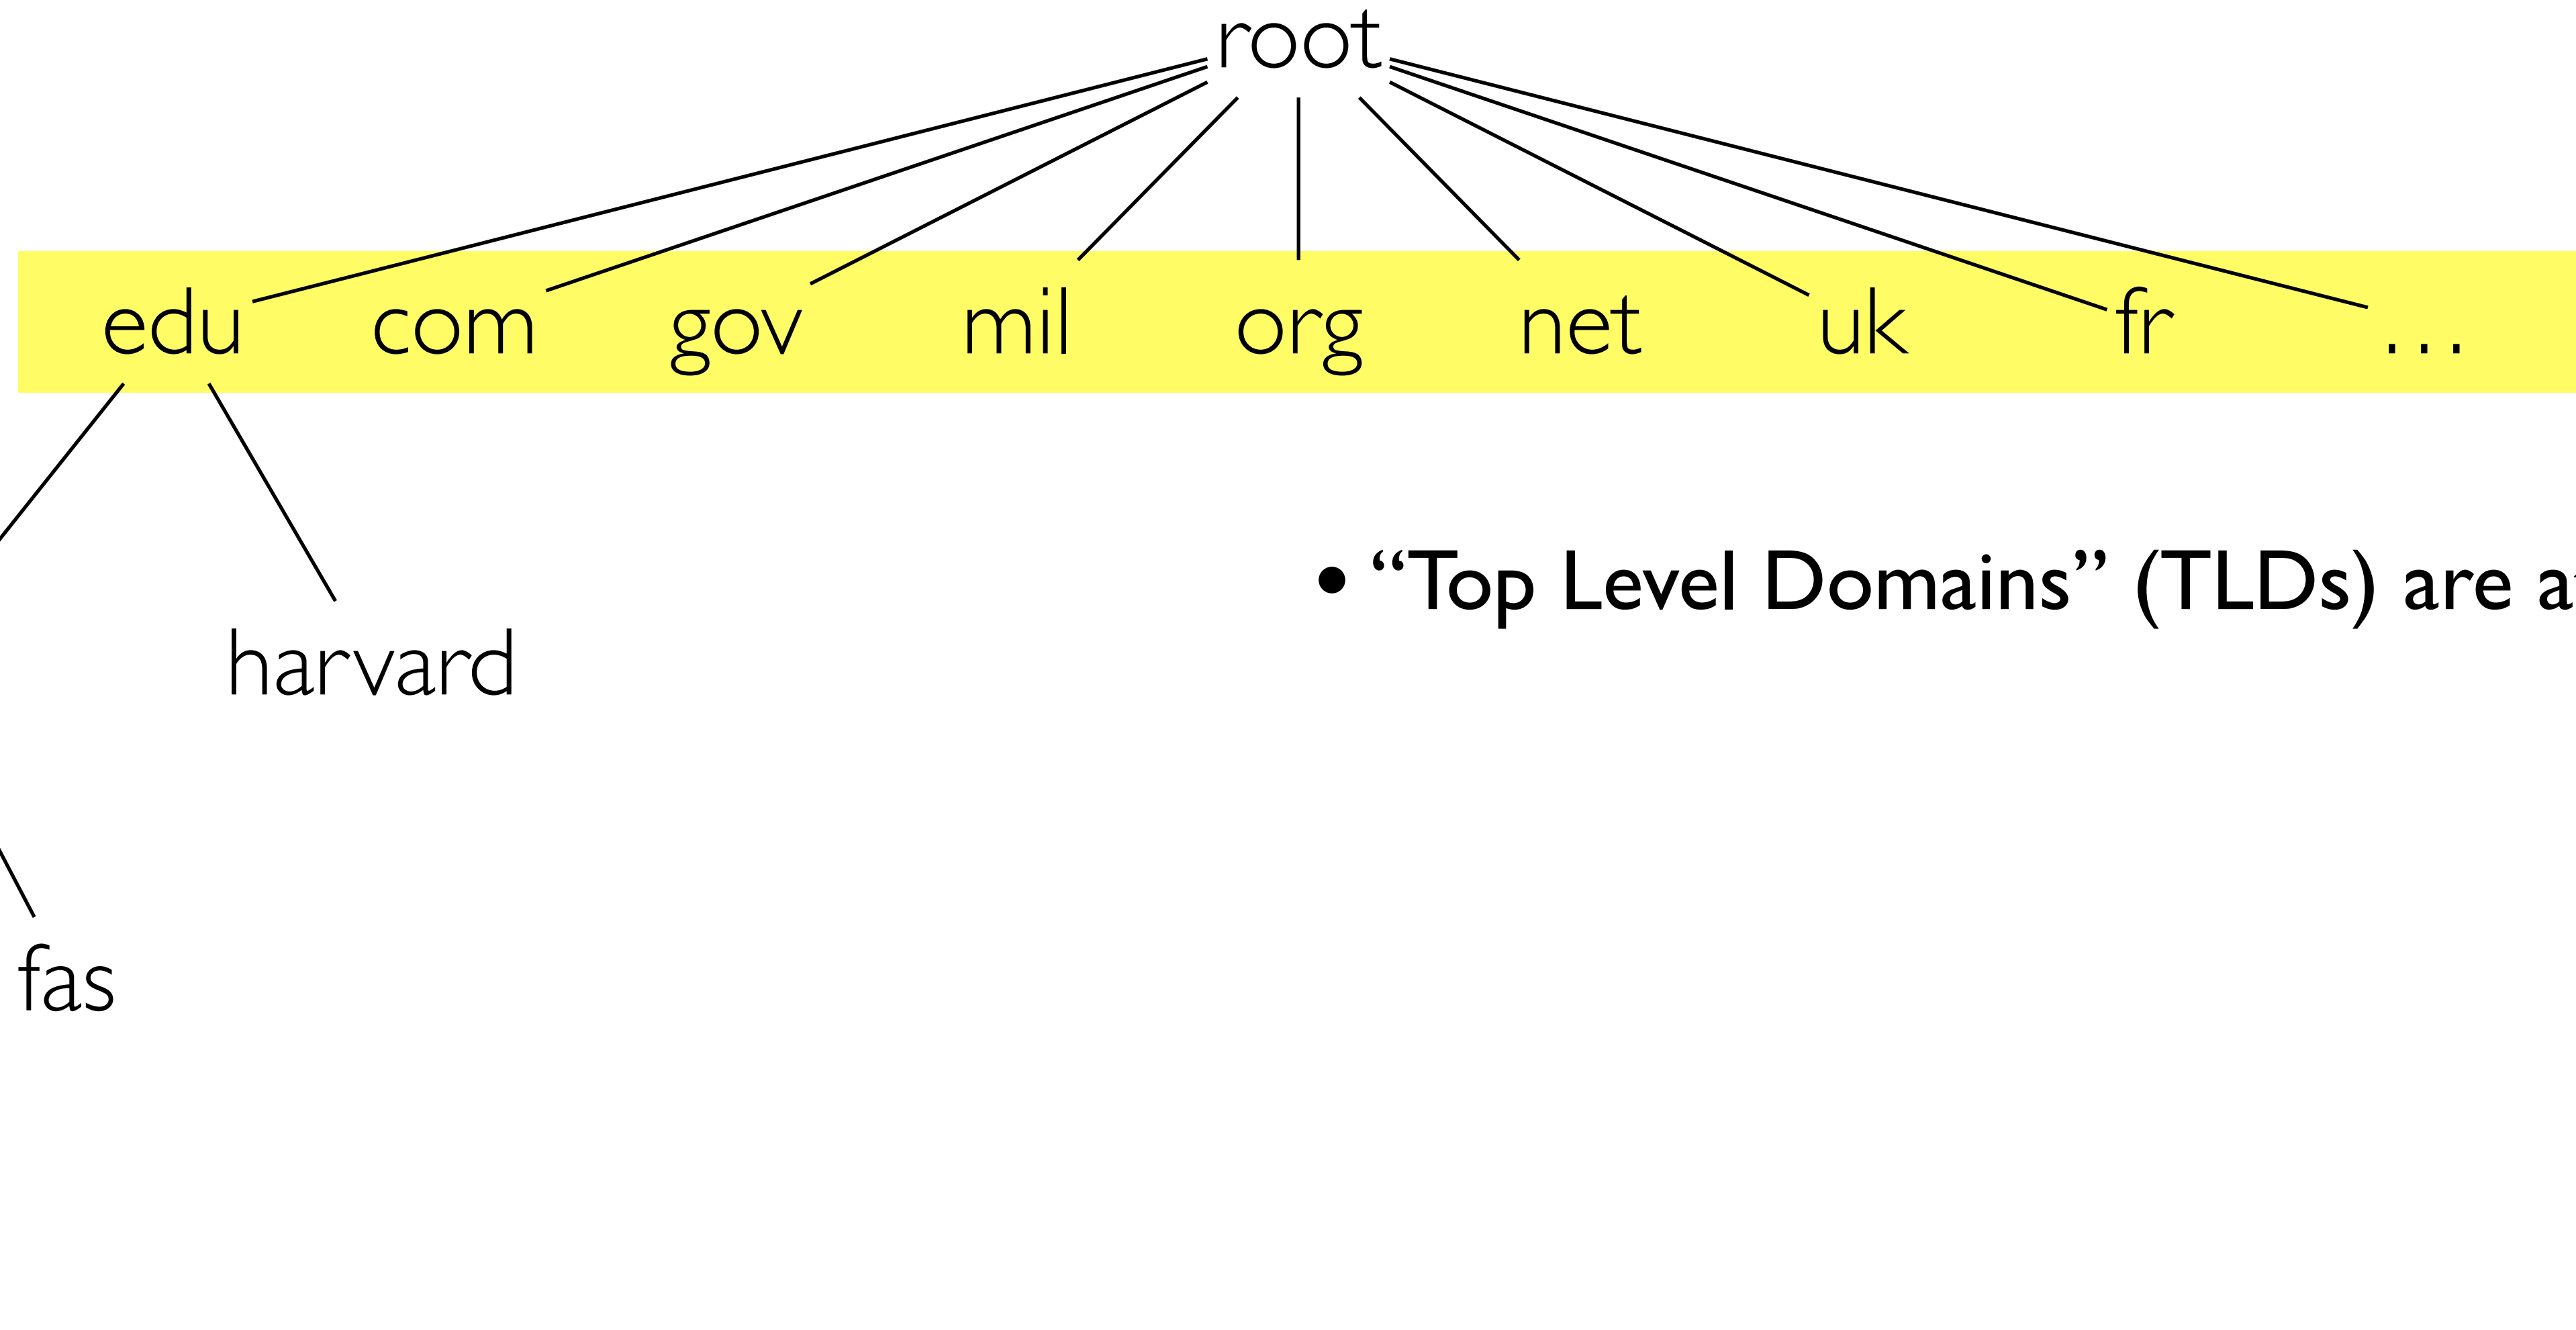 root
edu com gov mil org net uk fr …
• “Top Level Domains” (TLDs) are
harvard
fas